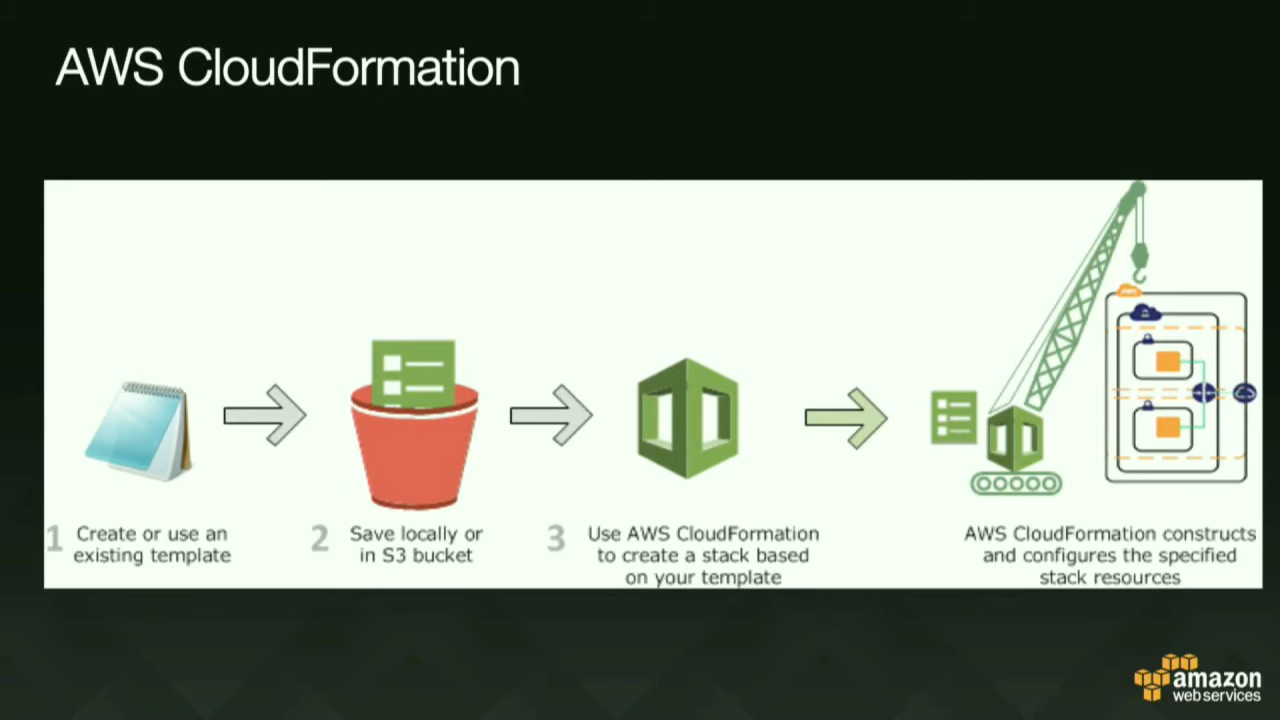 AWS CloudFormation
1 Create or use an
existing template
2 Save locally or
in S3 bucket
3 Use AWS CloudFormation
to create a stack based
on your template
AWS CloudFormation constructs
and configures the specified
stack resources
amazon
web services